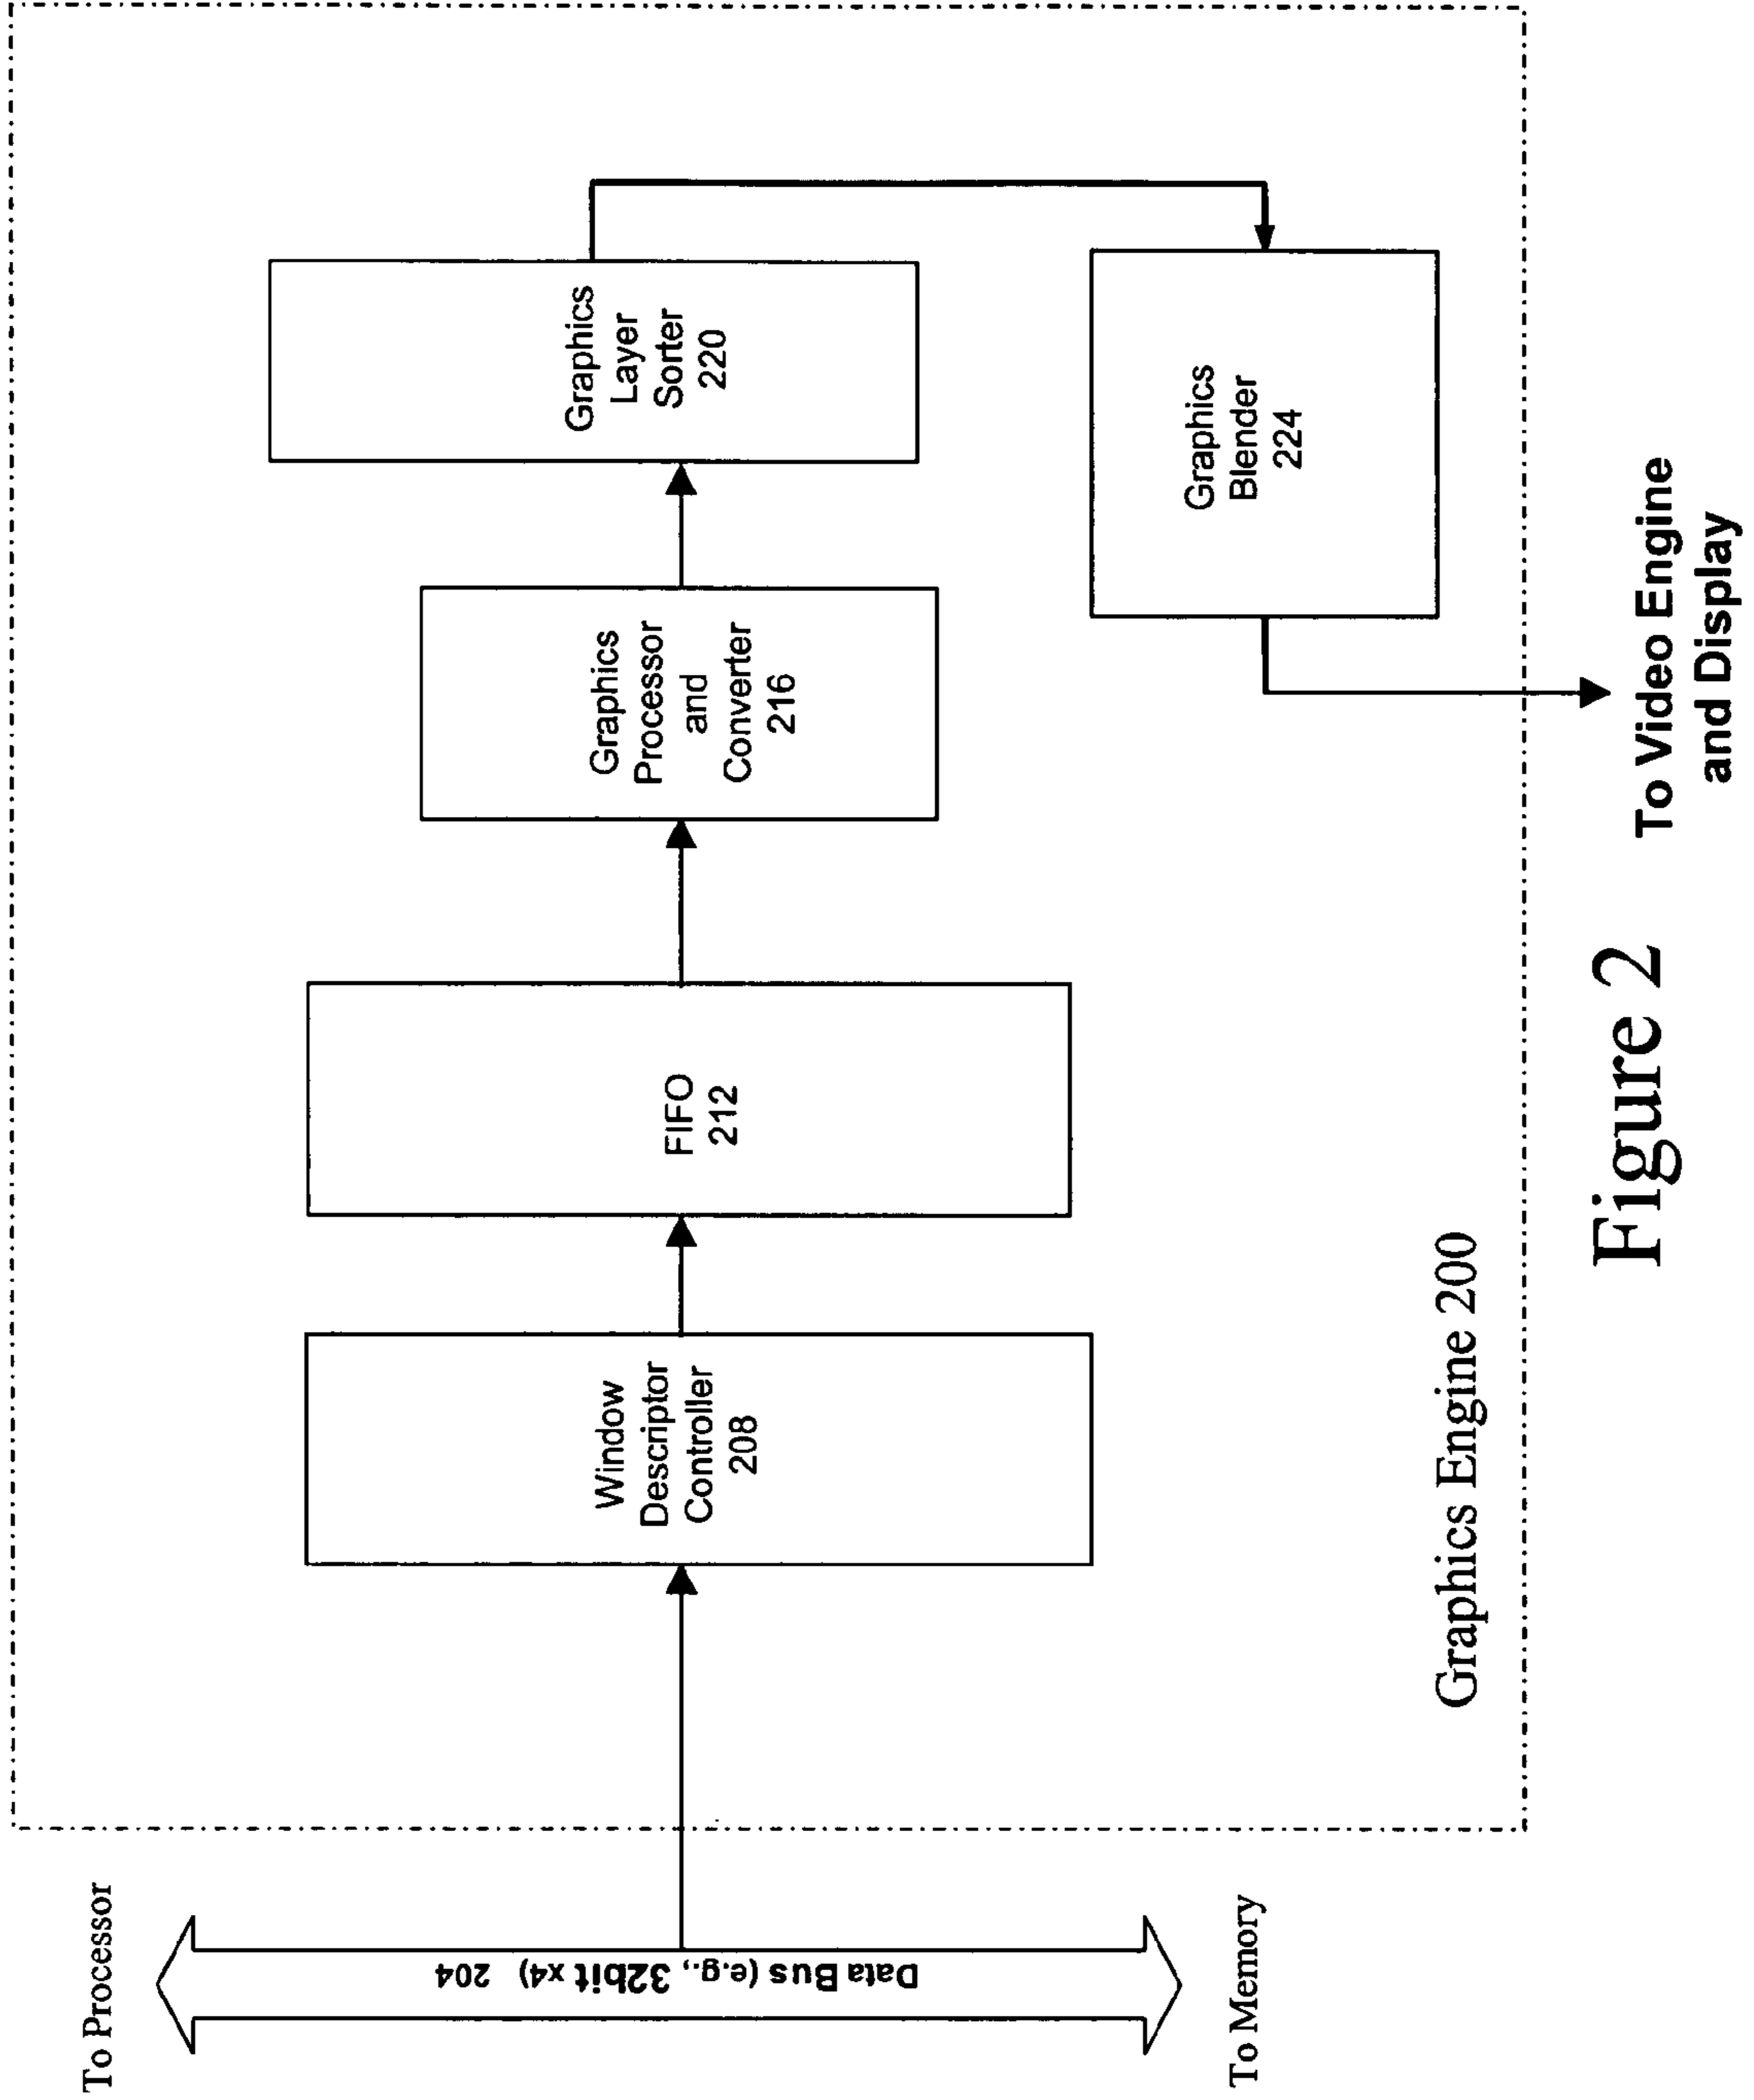 To Processor
Data Bus (e.g., 32bit x4) 204
To Memory
Window
Descriptor
Controller
208
FIFO
212
Graphics
Processor
and
Converter
216
Graphics
Layer
Sorter
220
Graphics
Blender
224
Graphics Engine 200
To Video Engine
and Display
Figure 2